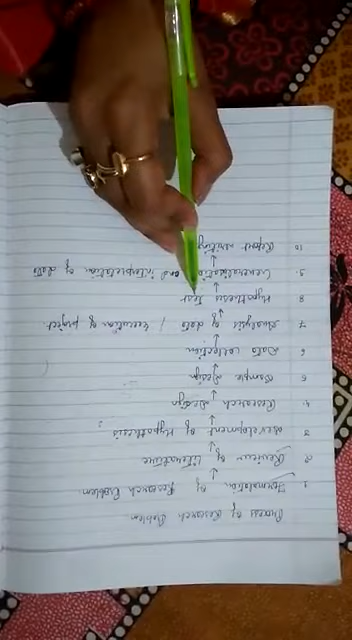 Process of Research Problem
1 Formulation of Research Problem
2 Review of Literature
3 Development of Hypothesis
4. Research Design
5 Sample Design
6 Data collection
7 Analysis of data / Execution of project
8 Hypothesis Test
9. Generalisation and interpretation of data
10 Report writing